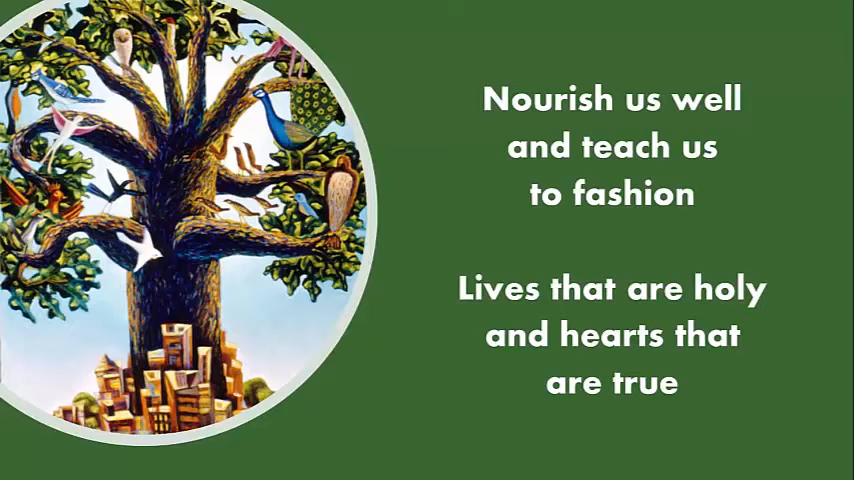 Nourish us well
and teach us
to fashion
Lives that are holy
and hearts that
are true